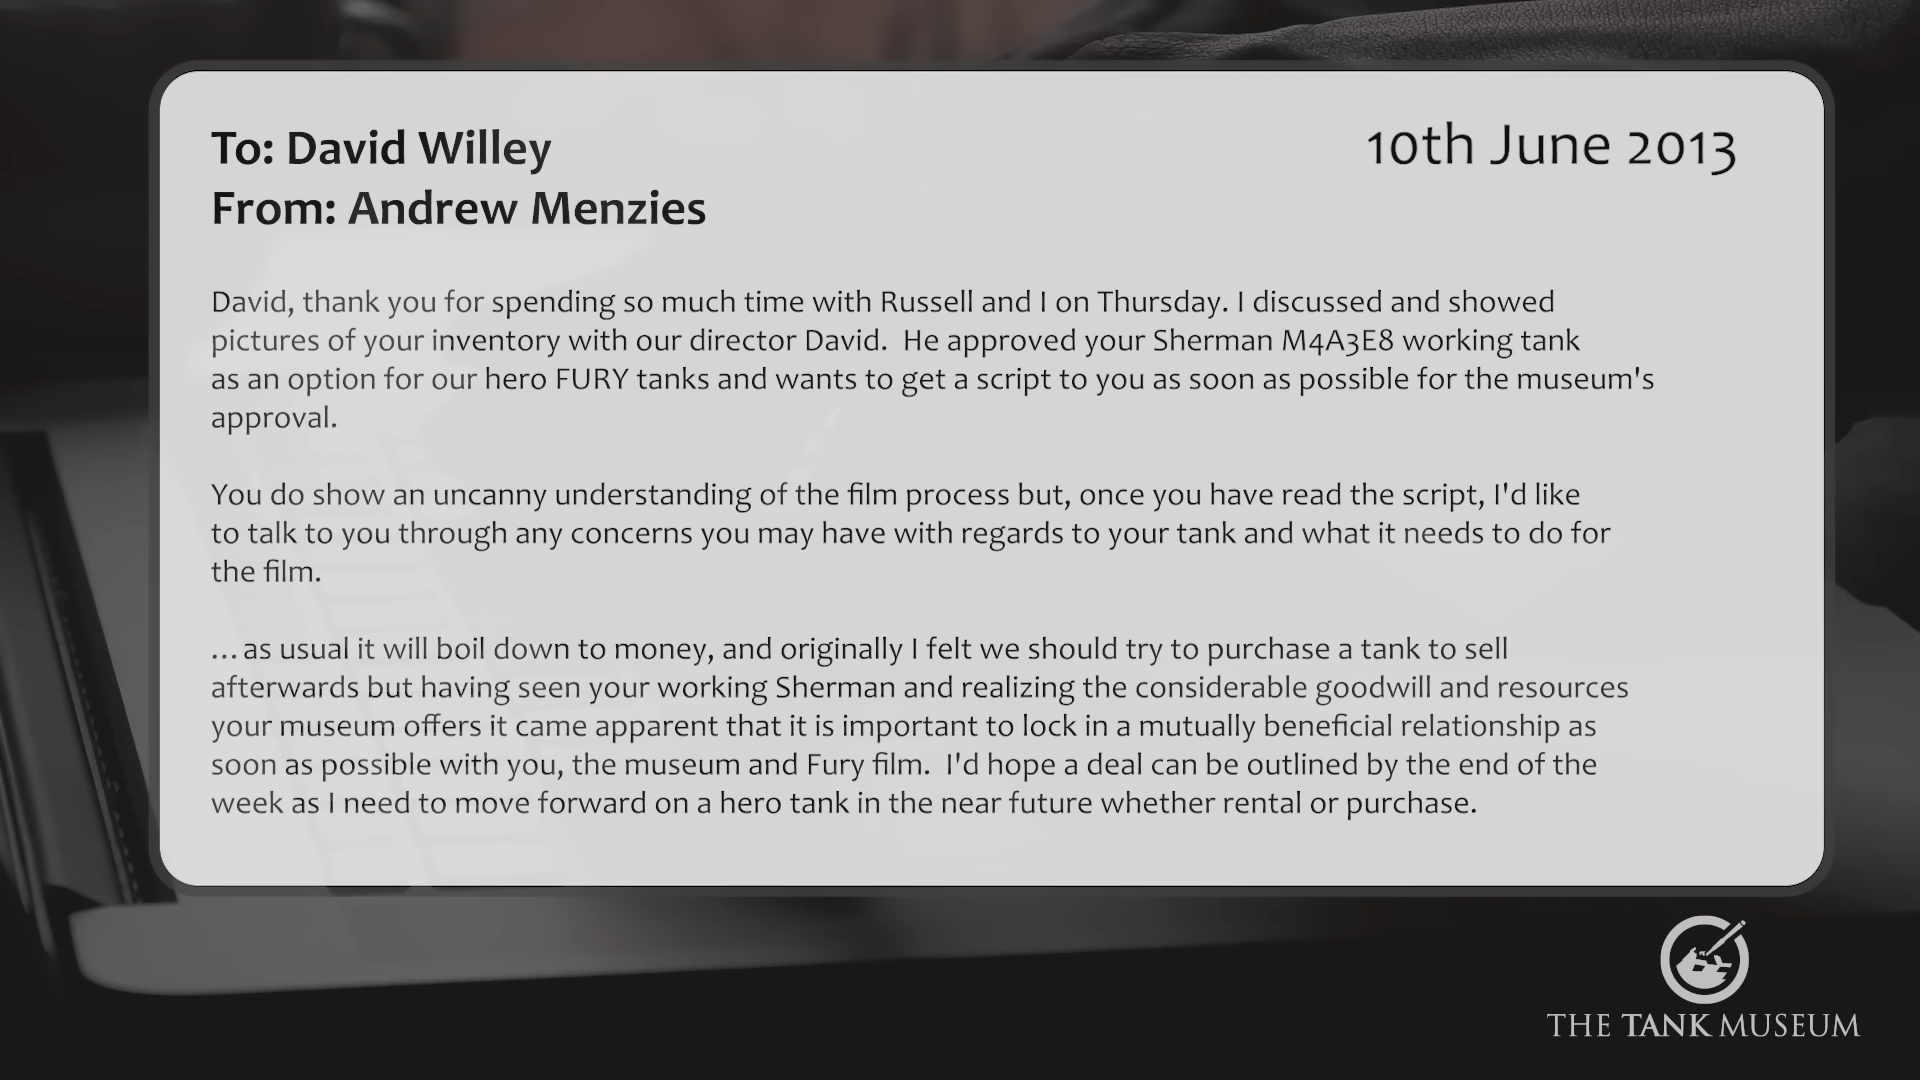 To: David Willey
10th June 2013
From: Andrew Menzies
David, thank you for spending so much time with Russell and I on Thursday. I discussed and showed
pictures of your inventory with our director David.  He approved your Sherman M4A3E8 working tank
as an option for our hero FURY tanks and wants to get a script to you as soon as possible for the museum's
approval.
You do show an uncanny understanding of the film process but, once you have read the script, I'd like
to talk to you through any concerns you may have with regards to your tank and what it needs to do for
the film.
…as usual it will boil down to money, and originally I felt we should try to purchase a tank to sell
afterwards but having seen your working Sherman and realizing the considerable goodwill and resources
your museum offers it came apparent that it is important to lock in a mutually beneficial relationship as
soon as possible with you, the museum and Fury film.  I'd hope a deal can be outlined by the end of the
week as I need to move forward on a hero tank in the near future whether rental or purchase.
THE TANK MUSEUM